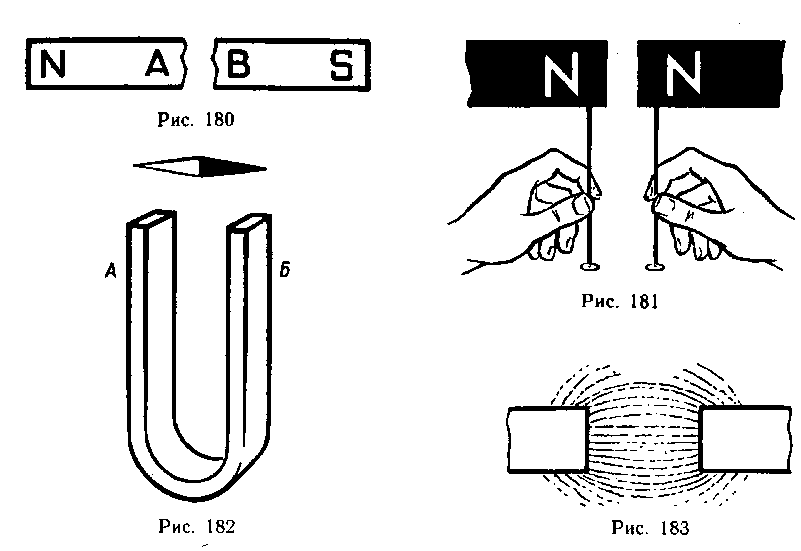 N A B S
Рис. 180
А Б
Рис. 182
N N
Рис. 181
Рис. 183